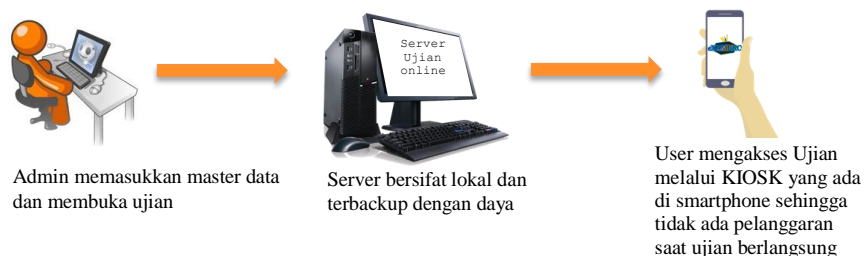 Server
Ujian
online
Admin memasukkan master data
dan membuka ujian
Server bersifat lokal dan
terbackup dengan daya
User mengakses Ujian
melalui KIOSK yang ada
di smartphone sehingga
tidak ada pelanggaran
saat ujian berlangsung